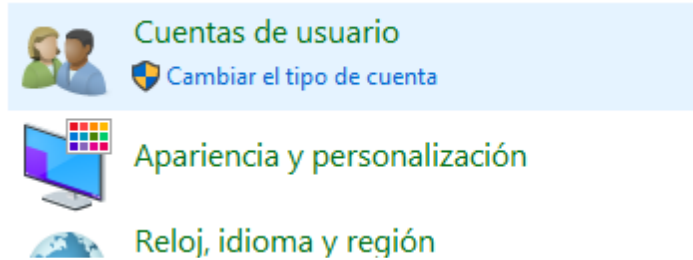 Cuentas de usuario
Cambiar el tipo de cuenta
Apariencia y personalización
Reloj, idioma y región